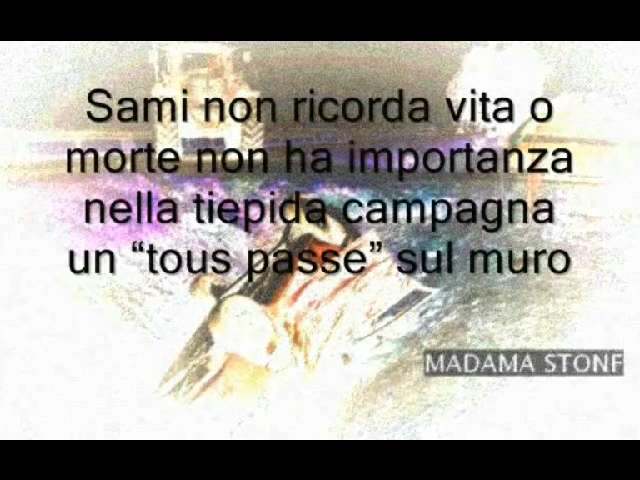 Sami non ricorda vita o
morte non ha importanza
nella tiepida campagna
un “tous passe” sul muro
MADAMA STONF